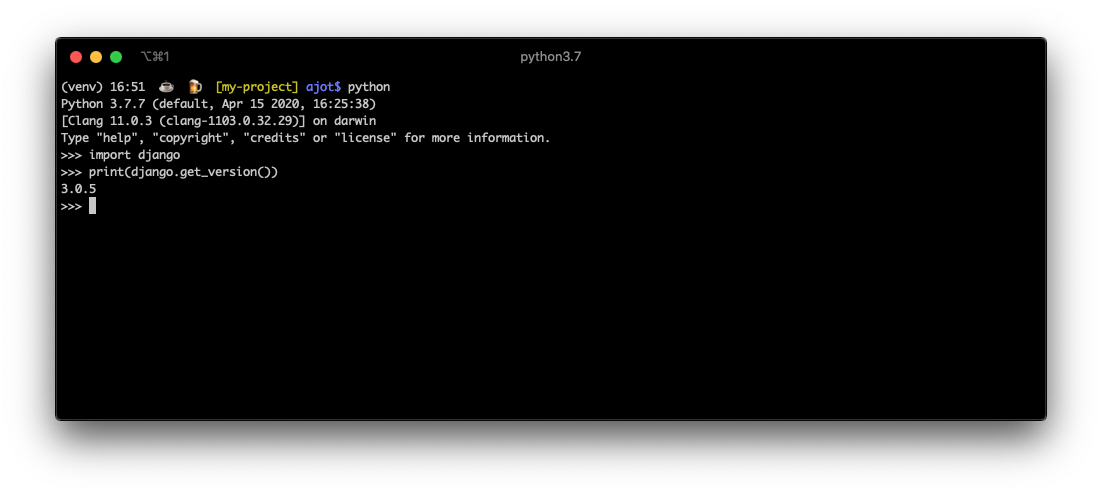 ⌥⌘1
python3.7
(venv) 16:51 ☕ 🍺 [my-project] ajot$ python
Python 3.7.7 (default, Apr 15 2020, 16:25:38)
[Clang 11.0.3 (clang-1103.0.32.29)] on darwin
Type "help", "copyright", "credits" or "license" for more information.
>>> import django
>>> print(django.get_version())
3.0.5
>>>